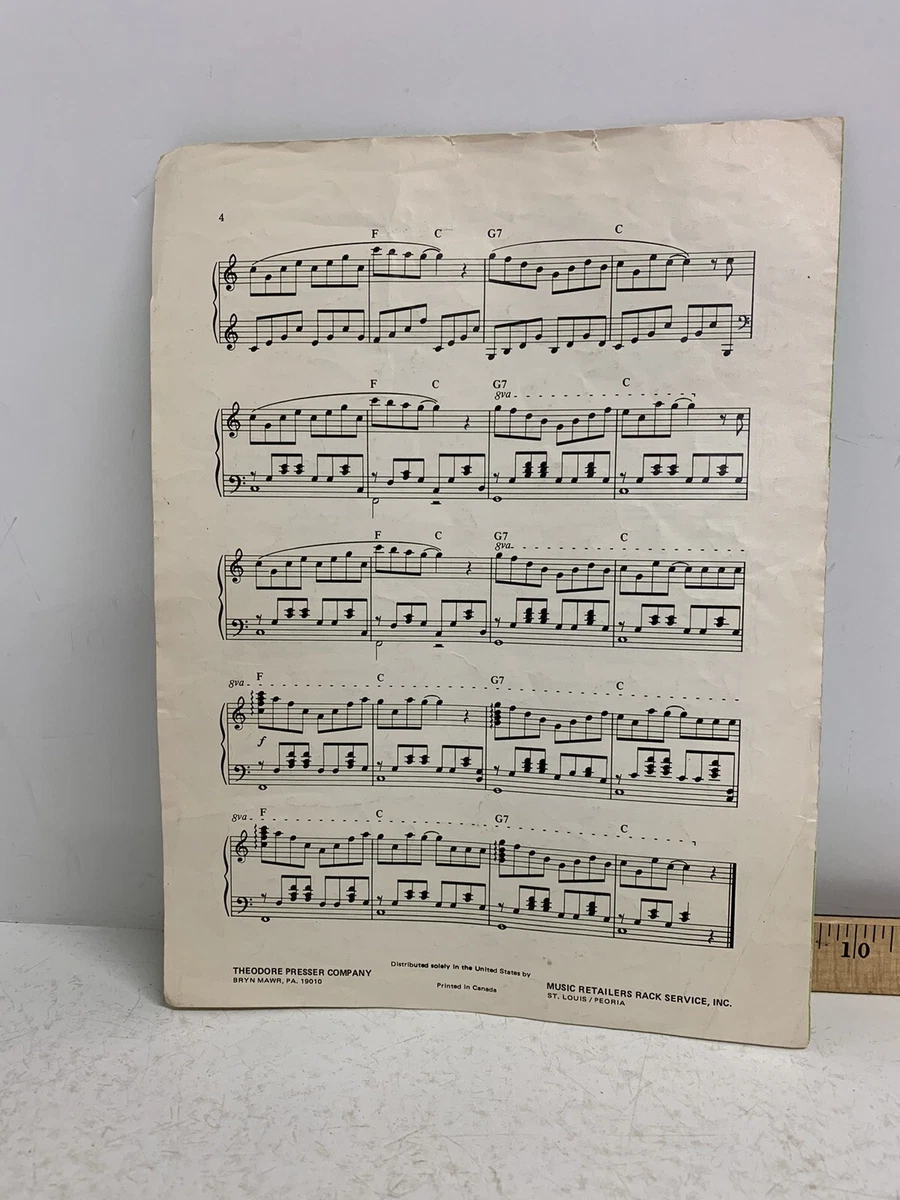 4
F C G7 C
F C G7 C
8va
F C G7 C
8va
8va F C G7 C
f
8va F C G7 C
THEODORE PRESSER COMPANY
BRYN MAWR, PA. 19010
Distributed solely in the United States by
Printed in Canada
MUSIC RETAILERS RACK SERVICE, INC.
ST. LOUIS / PEORIA
10